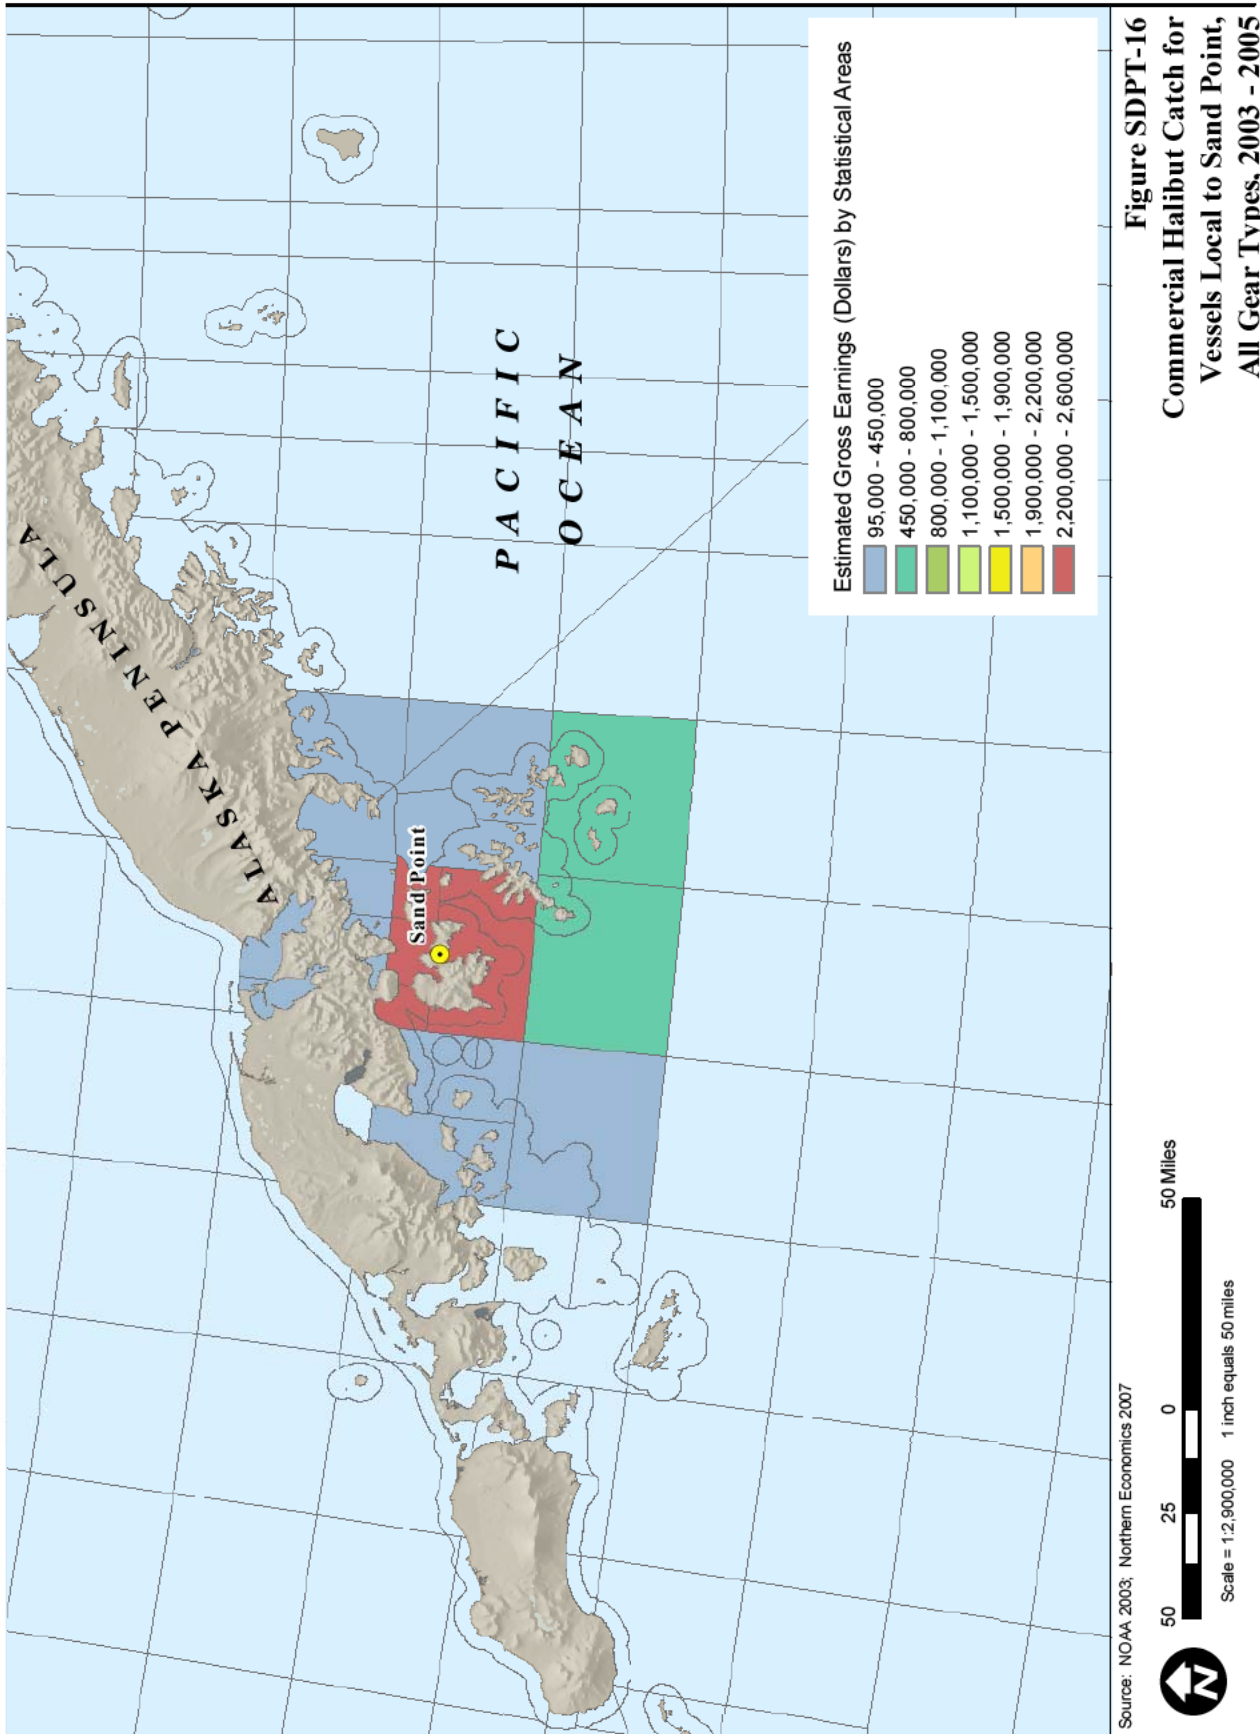 ALASKA PENINSULA
PACIFIC
OCEAN
Sand Point
Estimated Gross Earnings (Dollars) by Statistical Areas
95,000 - 450,000
450,000 - 800,000
800,000 - 1,100,000
1,100,000 - 1,500,000
1,500,000 - 1,900,000
1,900,000 - 2,200,000
2,200,000 - 2,600,000
Source: NOAA 2003; Northern Economics 2007
N
50 25 0 50 Miles
Scale = 1:2,900,000 1 inch equals 50 miles
Figure SDPT-16
Commercial Halibut Catch for
Vessels Local to Sand Point,
All Gear Types, 2003 - 2005